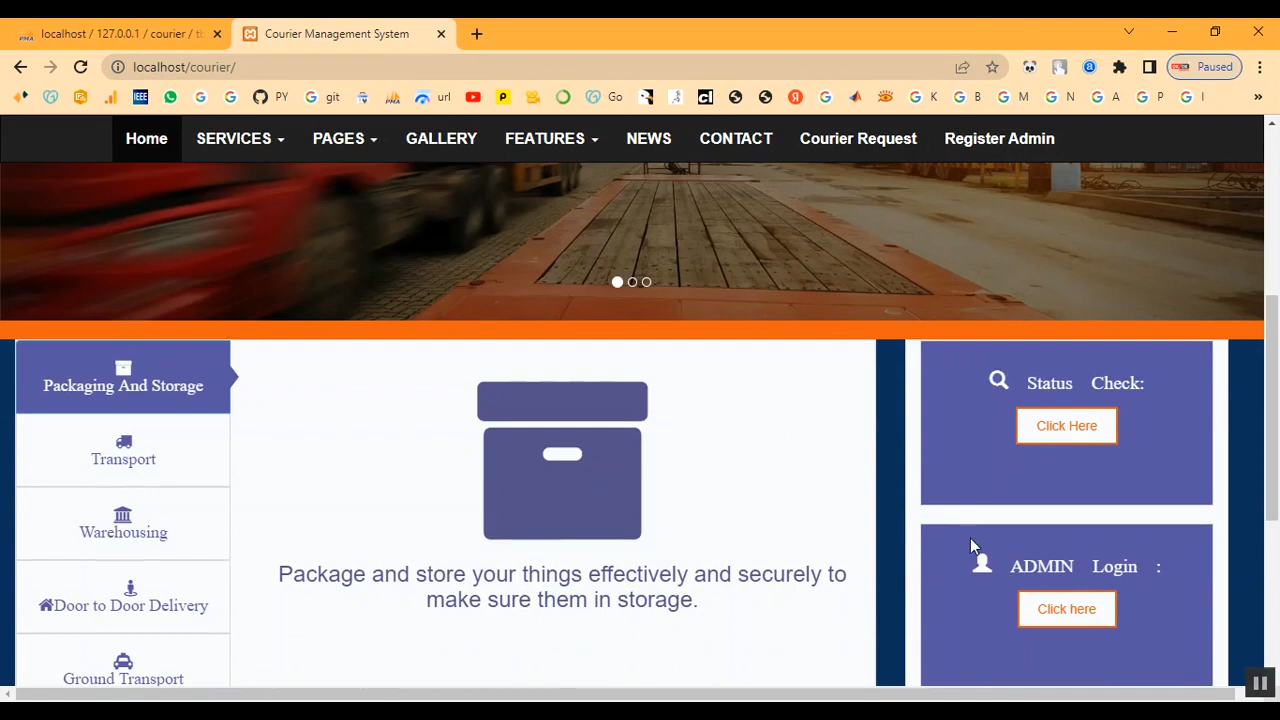 localhost / 127.0.0.1 / courier / tb
Courier Management System
localhost/courier/
Paused
IEEE
PY
git
url
Go
K
B
M
N
A
P
I
Home SERVICES PAGES GALLERY FEATURES NEWS CONTACT Courier Request Register Admin
Packaging And Storage
Transport
Warehousing
Door to Door Delivery
Ground Transport
Package and store your things effectively and securely to
make sure them in storage.
Status Check:
Click Here
ADMIN Login :
Click here